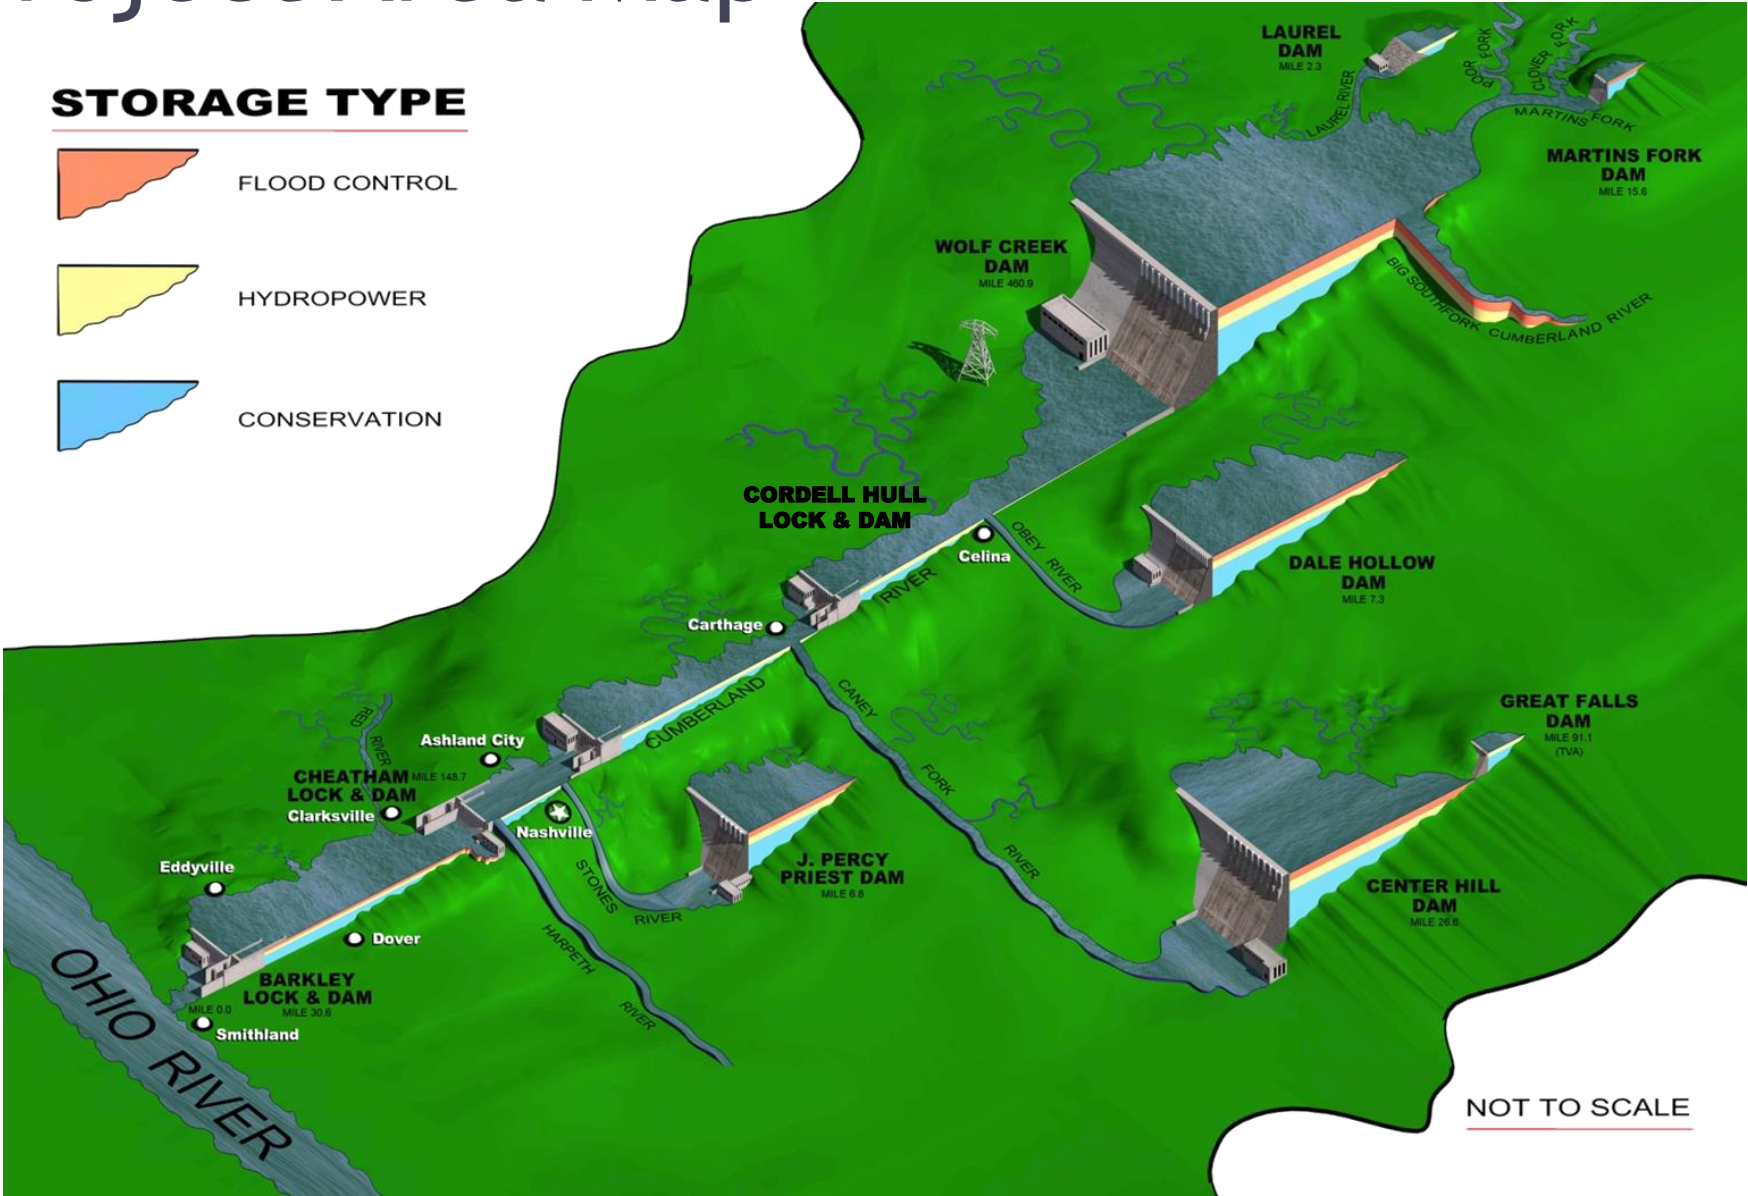 Project Area Map
STORAGE TYPE
FLOOD CONTROL
HYDROPOWER
CONSERVATION
LAUREL
DAM
MILE 2.3
LAUREL RIVER
POOR FORK
CLOVER FORK
MARTINS FORK
MARTINS FORK
DAM
MILE 15.6
WOLF CREEK
DAM
MILE 460.9
BIG SOUTHFORK CUMBERLAND RIVER
CORDELL HULL
LOCK & DAM
Celina
OBEY RIVER
DALE HOLLOW
DAM
MILE 7.3
Carthage
CUMBERLAND RIVER
CANEY FORK RIVER
GREAT FALLS
DAM
MILE 91.1
(TVA)
RED RIVER
Ashland City
CHEATHAM MILE 148.7
LOCK & DAM
Clarksville
Nashville
STONES RIVER
J. PERCY
PRIEST DAM
MILE 6.8
CENTER HILL
DAM
MILE 26.6
Eddyville
Dover
HARPETH RIVER
BARKLEY
LOCK & DAM
MILE 30.6
MILE 0.0
Smithland
OHIO RIVER
NOT TO SCALE